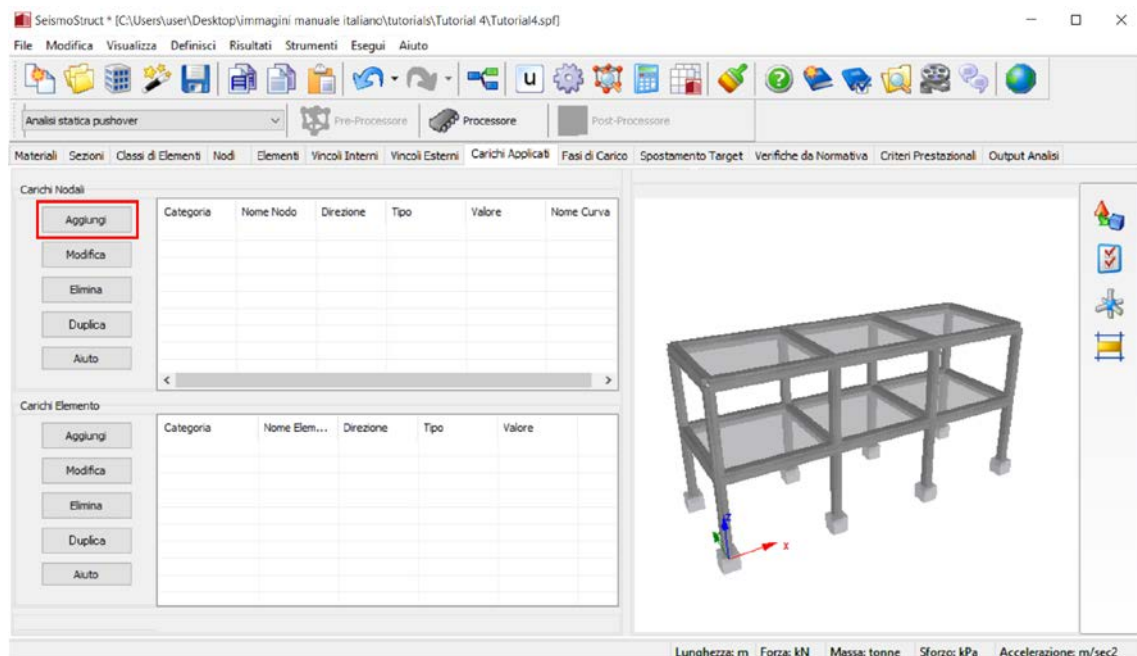 SeismoStruct * [C:\Users\user\Desktop\immagini manuale italiano\tutorials\Tutorial 4\Tutorial4.spf]
File Modifica Visualizza Definisci Risultati Strumenti Esegui Aiuto
u
Analisi statica pushover Pre-Processore Processore Post-Processore
Materiali Sezioni Classi di Elementi Nodi Elementi Vincoli Interni Vincoli Esterni Carichi Applicati Fasi di Carico Spostamento Target Verifiche da Normativa Criteri Prestazionali Output Analisi
Carichi Nodali
Aggiungi
Modifica
Elimina
Duplica
Aiuto
Categoria Nome Nodo Direzione Tipo Valore Nome Curva
Carichi Elemento
Aggiungi
Modifica
Elimina
Duplica
Aiuto
Categoria Nome Elem... Direzione Tipo Valore
z
x
Lunghezza: m Forza: kN Massa: tonne Sforzo: kPa Accelerazione: m/sec2